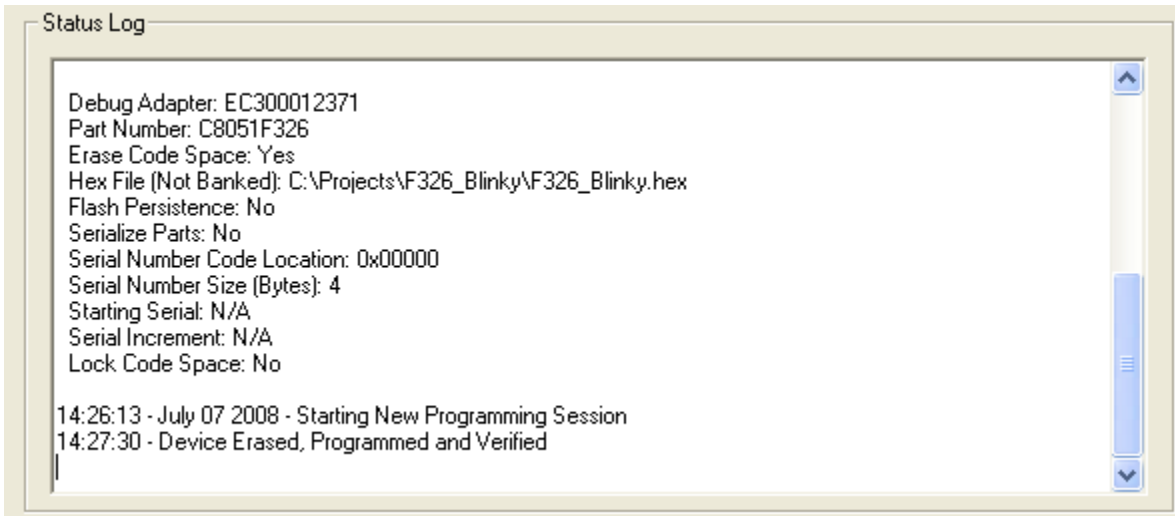 Status Log
Debug Adapter: EC300012371
Part Number: C8051F326
Erase Code Space: Yes
Hex File (Not Banked): C:\Projects\F326_Blinky\F326_Blinky.hex
Flash Persistence: No
Serialize Parts: No
Serial Number Code Location: 0x00000
Serial Number Size (Bytes): 4
Starting Serial: N/A
Serial Increment: N/A
Lock Code Space: No
14:26:13 - July 07 2008 - Starting New Programming Session
14:27:30 - Device Erased, Programmed and Verified